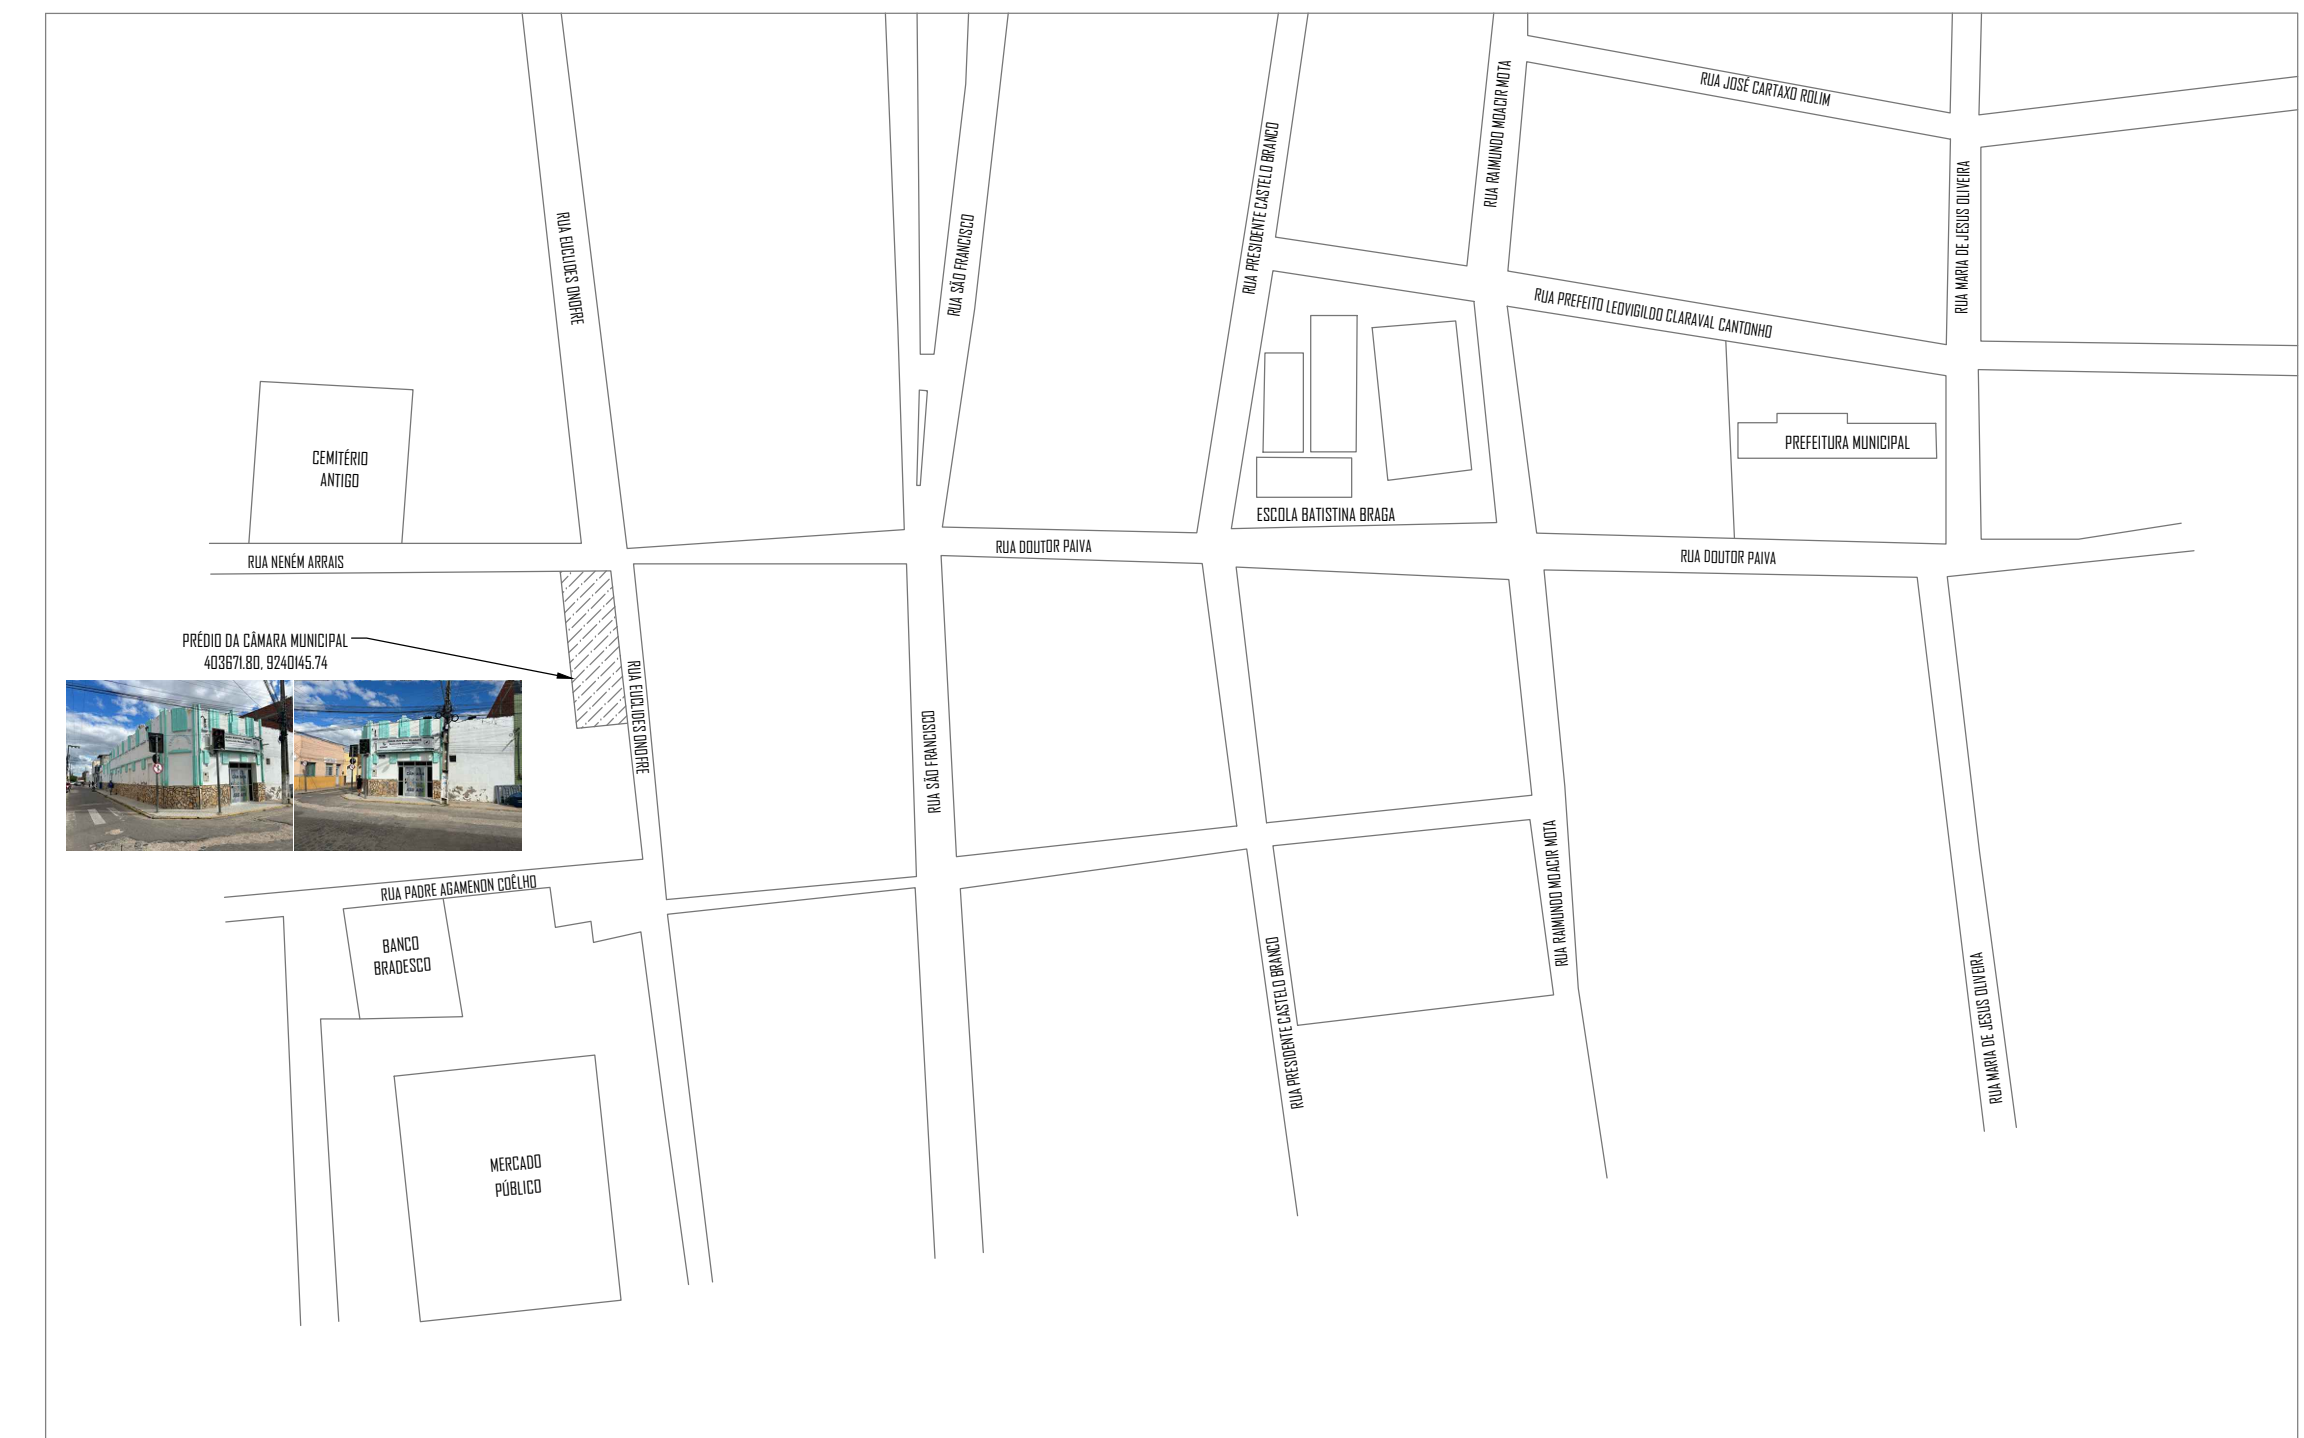 RUA JOSÉ CARTAXO ROLIM
RUA RAIMUNDO MOACIR MOTA
RUA PRESIDENTE CASTELO BRANCO
RUA MARIA DE JESUS OLIVEIRA
RUA EUCLIDES ONOFRE
RUA SÃO FRANCISCO
RUA PREFEITO LEOVIGILDO CLARAVAL CANTONHO
CEMITÉRIO
ANTIGO
PREFEITURA MUNICIPAL
ESCOLA BATISTINA BRAGA
RUA NENÉM ARRAIS
RUA DOUTOR PAIVA
RUA DOUTOR PAIVA
PRÉDIO DA CÂMARA MUNICIPAL
403671.80, 9240145.74
RUA EUCLIDES ONOFRE
RUA SÃO FRANCISCO
RUA RAIMUNDO MOACIR MOTA
RUA PADRE AGAMENON COÊLHO
BANCO
BRADESCO
RUA PRESIDENTE CASTELO BRANCO
RUA MARIA DE JESUS OLIVEIRA
MERCADO
PÚBLICO